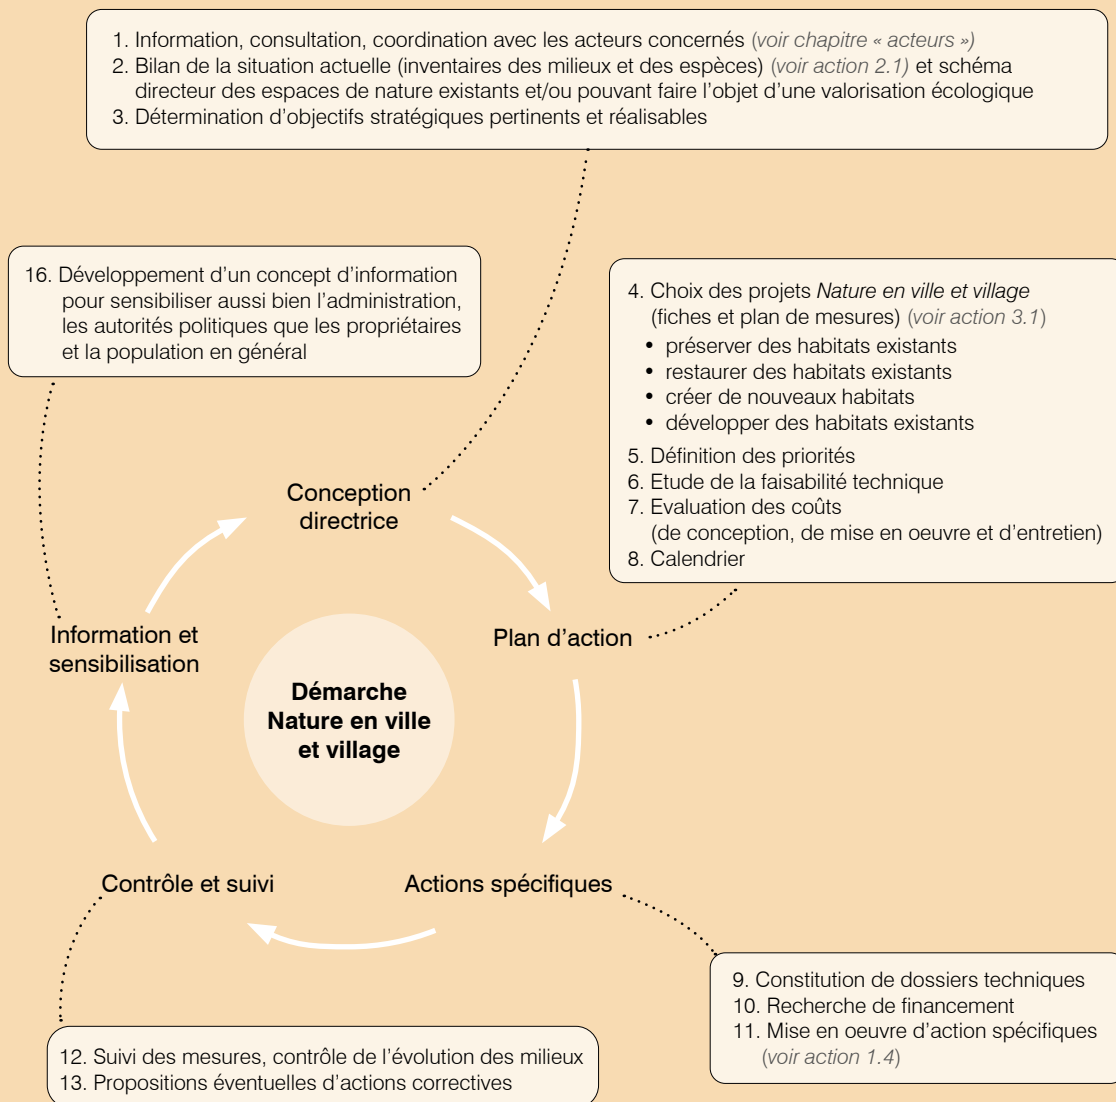 1. Information, consultation, coordination avec les acteurs concernés (voir chapitre « acteurs »)
2. Bilan de la situation actuelle (inventaires des milieux et des espèces) (voir action 2.1) et schéma
directeur des espaces de nature existants et/ou pouvant faire l'objet d'une valorisation écologique
3. Détermination d'objectifs stratégiques pertinents et réalisables
16. Développement d'un concept d'information
pour sensibiliser aussi bien l'administration,
les autorités politiques que les propriétaires
et la population en général
4. Choix des projets Nature en ville et village
(fiches et plan de mesures) (voir action 3.1)
• préserver des habitats existants
• restaurer des habitats existants
• créer de nouveaux habitats
• développer des habitats existants
5. Définition des priorités
6. Etude de la faisabilité technique
7. Evaluation des coûts
(de conception, de mise en oeuvre et d'entretien)
8. Calendrier
Conception
directrice
Information et
sensibilisation
Plan d'action
Démarche
Nature en ville
et village
Contrôle et suivi
Actions spécifiques
9. Constitution de dossiers techniques
10. Recherche de financement
11. Mise en oeuvre d'action spécifiques
(voir action 1.4)
12. Suivi des mesures, contrôle de l'évolution des milieux
13. Propositions éventuelles d'actions correctives